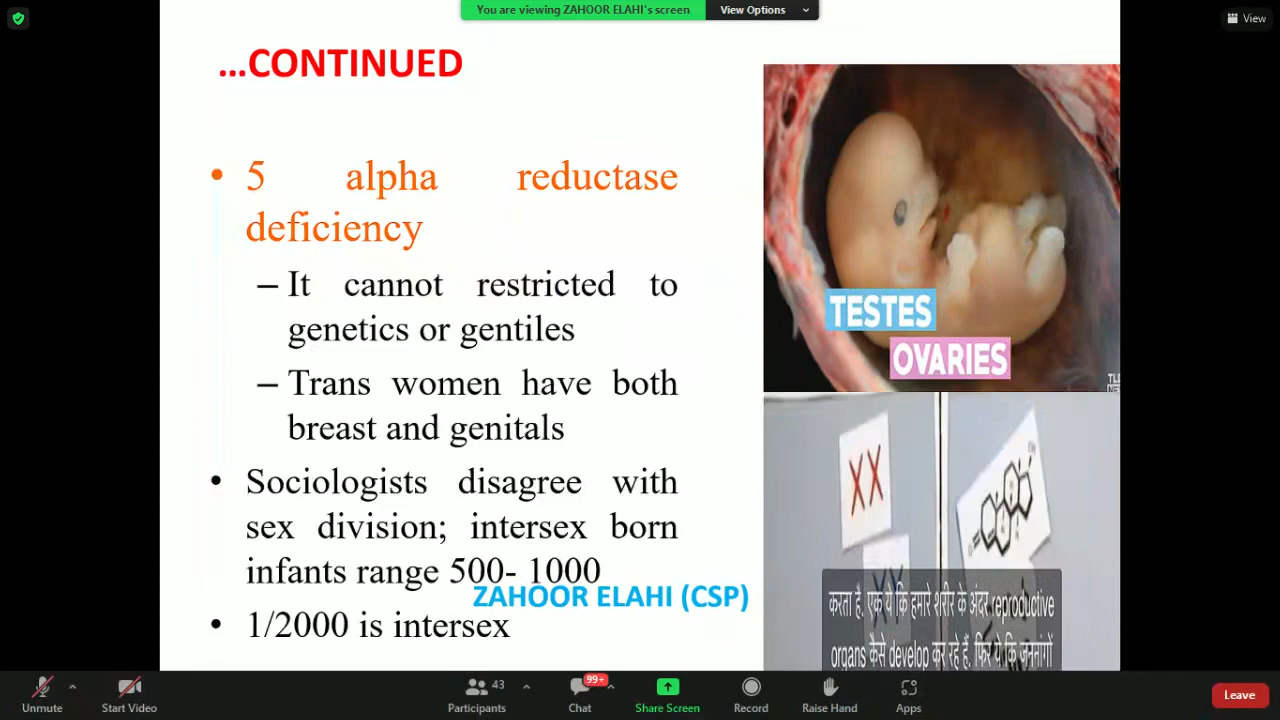 You are viewing ZAHOOR ELAHI's screen
View Options
View
...CONTINUED
• 5 alpha reductase
deficiency
– It cannot restricted to
genetics or gentiles
– Trans women have both
breast and genitals
• Sociologists disagree with
sex division; intersex born
infants range 500- 1000
ZAHOOR ELAHI (CSP)
• 1/2000 is intersex
TESTES
OVARIES
XX
XY
करता है. एक ये कि हमारे शरीर के अंदर reproductive
organs कैसे develop कर रहे हैं. फिर ये कि जननांगों
Unmute
Start Video
43
Participants
99+
Chat
Share Screen
Record
Raise Hand
Apps
Leave